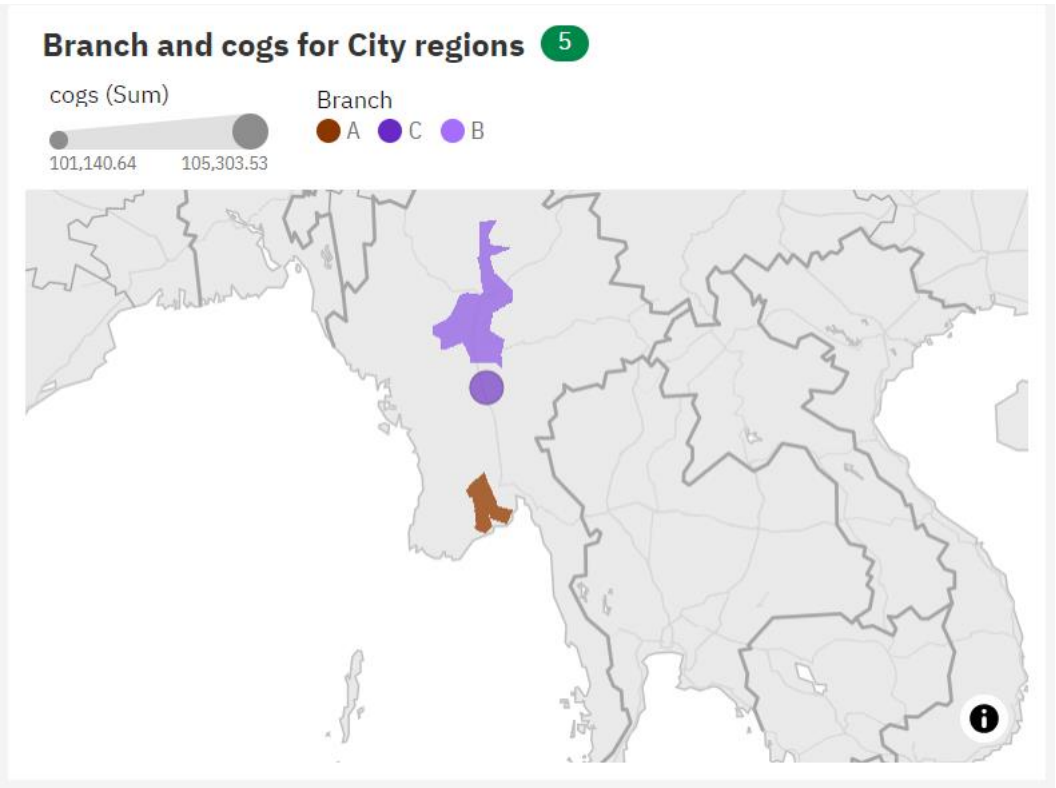 Branch and cogs for City regions 5
cogs (Sum)
101,140.64 105,303.53
Branch
A C B